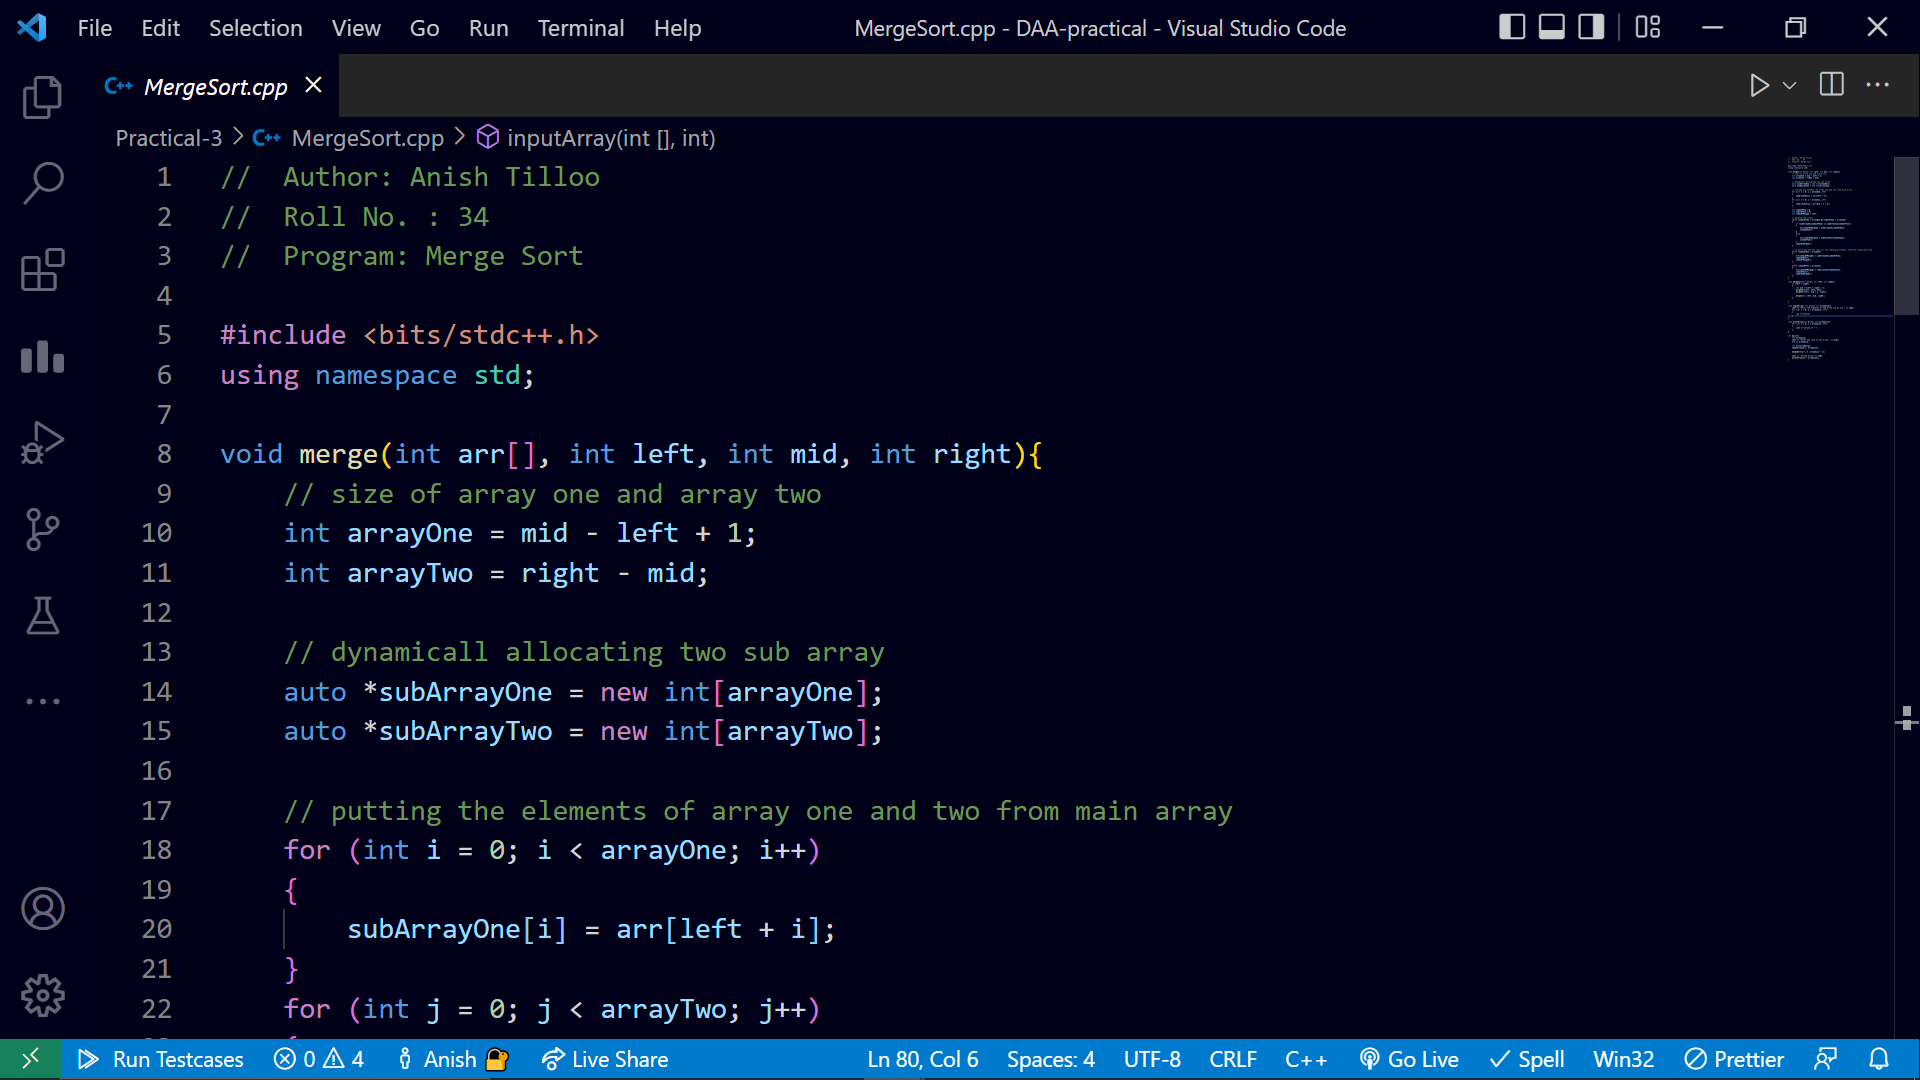 File Edit Selection View Go Run Terminal Help MergeSort.cpp - DAA-practical - Visual Studio Code
C++ MergeSort.cpp
Practical-3 > C++ MergeSort.cpp > inputArray(int [], int)
1 //  Author: Anish Tilloo
2 //  Roll No. : 34
3 //  Program: Merge Sort
4
5 #include <bits/stdc++.h>
6 using namespace std;
7
8 void merge(int arr[], int left, int mid, int right){
9     // size of array one and array two
10     int arrayOne = mid - left + 1;
11     int arrayTwo = right - mid;
12
13     // dynamicall allocating two sub array
14     auto *subArrayOne = new int[arrayOne];
15     auto *subArrayTwo = new int[arrayTwo];
16
17     // putting the elements of array one and two from main array
18     for (int i = 0; i < arrayOne; i++)
19     {
20         subArrayOne[i] = arr[left + i];
21     }
22     for (int j = 0; j < arrayTwo; j++)
Run Testcases 0 4 Anish Live Share Ln 80, Col 6 Spaces: 4 UTF-8 CRLF C++ Go Live Spell Win32 Prettier